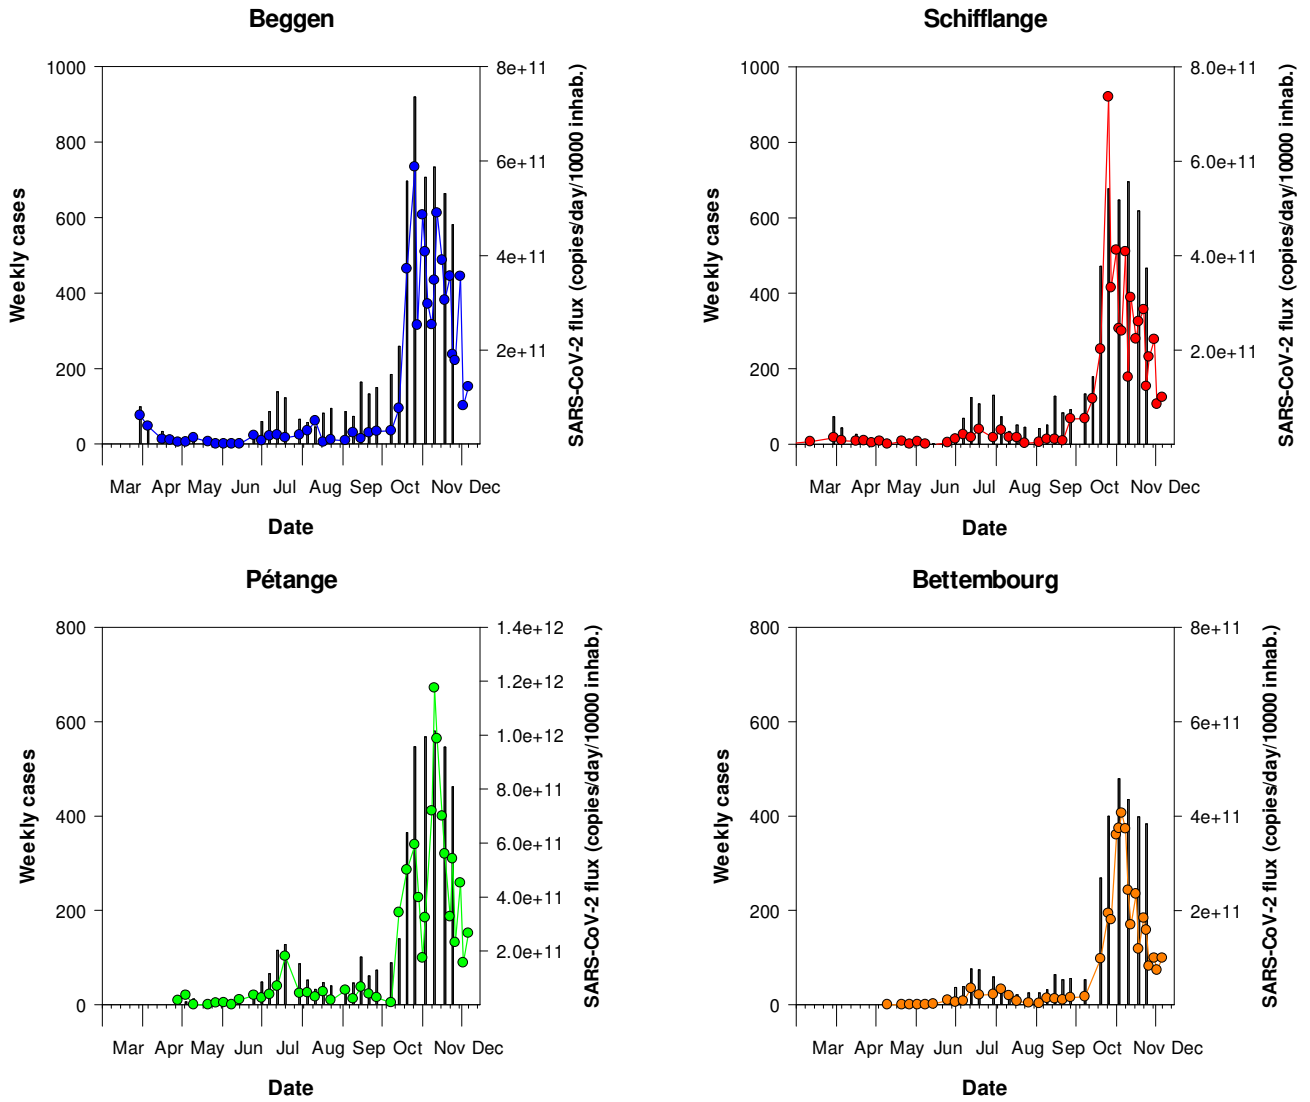 Beggen
1000
800
600
400
200
0
8e+11
6e+11
4e+11
2e+11
Weekly cases
SARS-CoV-2 flux (copies/day/10000 inhab.)
Mar Apr May Jun Jul Aug Sep Oct Nov Dec
Date
Schifflange
1000
800
600
400
200
0
8.0e+11
6.0e+11
4.0e+11
2.0e+11
Weekly cases
SARS-CoV-2 flux (copies/day/10000 inhab.)
Mar Apr May Jun Jul Aug Sep Oct Nov Dec
Date
Pétange
800
600
400
200
0
1.4e+12
1.2e+12
1.0e+12
8.0e+11
6.0e+11
4.0e+11
2.0e+11
Weekly cases
SARS-CoV-2 flux (copies/day/10000 inhab.)
Mar Apr May Jun Jul Aug Sep Oct Nov Dec
Date
Bettembourg
800
600
400
200
0
8e+11
6e+11
4e+11
2e+11
Weekly cases
SARS-CoV-2 flux (copies/day/10000 inhab.)
Mar Apr May Jun Jul Aug Sep Oct Nov Dec
Date